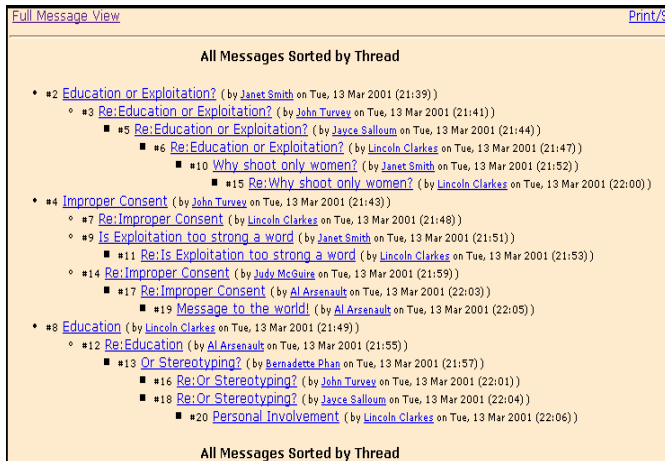 Full Message View Print/S
All Messages Sorted by Thread
#2 Education or Exploitation? ( by Janet Smith on Tue, 13 Mar 2001 (21:39) )
#3 Re:Education or Exploitation? ( by John Turvey on Tue, 13 Mar 2001 (21:41) )
#5 Re:Education or Exploitation? ( by Jayce Salloum on Tue, 13 Mar 2001 (21:44) )
#6 Re:Education or Exploitation? ( by Lincoln Clarkes on Tue, 13 Mar 2001 (21:47) )
#10 Why shoot only women? ( by Janet Smith on Tue, 13 Mar 2001 (21:52) )
#15 Re:Why shoot only women? ( by Lincoln Clarkes on Tue, 13 Mar 2001 (22:00) )
#4 Improper Consent ( by John Turvey on Tue, 13 Mar 2001 (21:43) )
#7 Re:Improper Consent ( by Lincoln Clarkes on Tue, 13 Mar 2001 (21:48) )
#9 Is Exploitation too strong a word ( by Janet Smith on Tue, 13 Mar 2001 (21:51) )
#11 Re:Is Exploitation too strong a word ( by Lincoln Clarkes on Tue, 13 Mar 2001 (21:53) )
#14 Re:Improper Consent ( by Judy McGuire on Tue, 13 Mar 2001 (21:59) )
#17 Re:Improper Consent ( by Al Arsenault on Tue, 13 Mar 2001 (22:03) )
#19 Message to the world! ( by Al Arsenault on Tue, 13 Mar 2001 (22:05) )
#8 Education ( by Lincoln Clarkes on Tue, 13 Mar 2001 (21:49) )
#12 Re:Education ( by Al Arsenault on Tue, 13 Mar 2001 (21:55) )
#13 Or Stereotyping? ( by Bernadette Phan on Tue, 13 Mar 2001 (21:57) )
#16 Re:Or Stereotyping? ( by John Turvey on Tue, 13 Mar 2001 (22:01) )
#18 Re:Or Stereotyping? ( by Jayce Salloum on Tue, 13 Mar 2001 (22:04) )
#20 Personal Involvement ( by Lincoln Clarkes on Tue, 13 Mar 2001 (22:06) )
All Messages Sorted by Thread